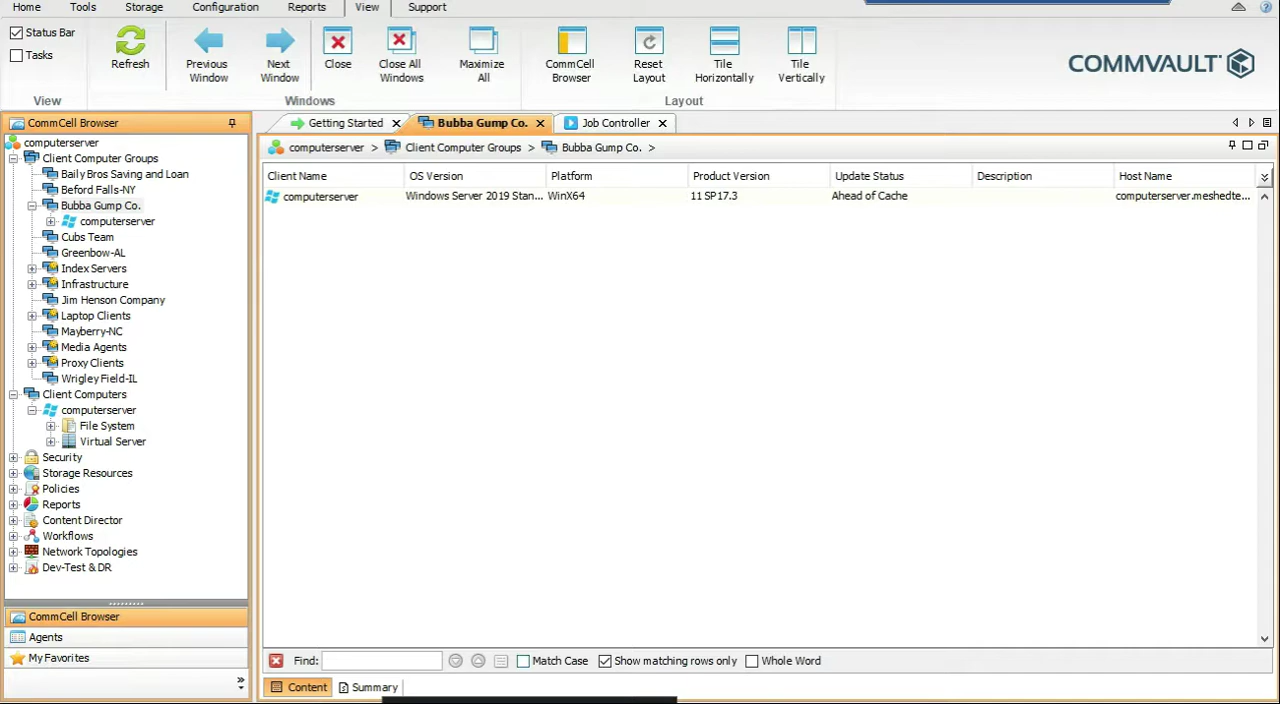 Home Tools Storage Configuration Reports View Support
Status Bar
Tasks
View
Refresh
Previous Window
Next Window
Close
Close All Windows
Maximize All
Windows
CommCell Browser
Reset Layout
Tile Horizontally
Tile Vertically
Layout
COMMVAULT
CommCell Browser
computerserver
Client Computer Groups
Baily Bros Saving and Loan
Beford Falls-NY
Bubba Gump Co.
computerserver
Cubs Team
Greenbow-AL
Index Servers
Infrastructure
Jim Henson Company
Laptop Clients
Mayberry-NC
Media Agents
Proxy Clients
Wrigley Field-IL
Client Computers
computerserver
File System
Virtual Server
Security
Storage Resources
Policies
Reports
Content Director
Workflows
Network Topologies
Dev-Test & DR
CommCell Browser
Agents
My Favorites
Getting Started Bubba Gump Co. Job Controller
computerserver > Client Computer Groups > Bubba Gump Co. >
Client Name OS Version Platform Product Version Update Status Description Host Name
computerserver Windows Server 2019 Stan... WinX64 11 SP17.3 Ahead of Cache computerserver.meshedte...
Find: Match Case Show matching rows only Whole Word
Content Summary